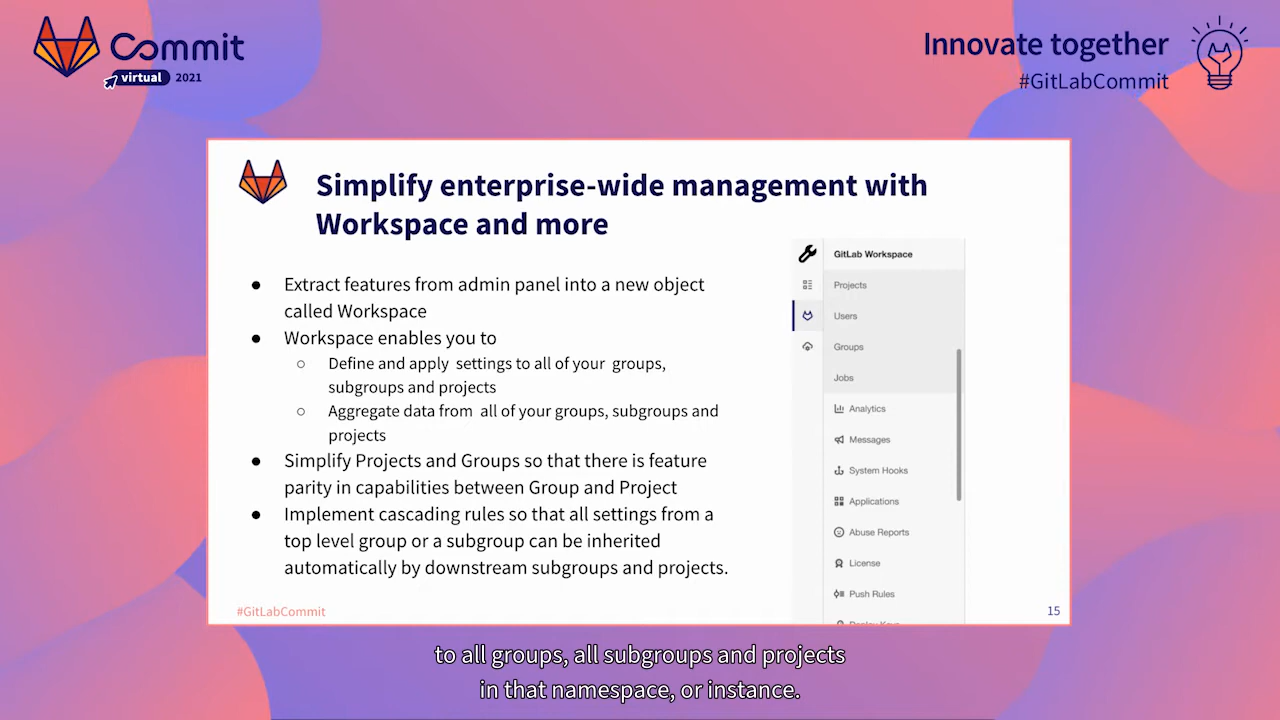 Commit
virtual 2021
Innovate together
#GitLabCommit
Simplify enterprise-wide management with
Workspace and more
● Extract features from admin panel into a new object
called Workspace
● Workspace enables you to
○ Define and apply settings to all of your groups,
subgroups and projects
○ Aggregate data from all of your groups, subgroups and
projects
● Simplify Projects and Groups so that there is feature
parity in capabilities between Group and Project
● Implement cascading rules so that all settings from a
top level group or a subgroup can be inherited
automatically by downstream subgroups and projects.
GitLab Workspace
Projects
Users
Groups
Jobs
Analytics
Messages
System Hooks
Applications
Abuse Reports
License
Push Rules
#GitLabCommit
15
to all groups, all subgroups and projects
in that namespace, or instance.